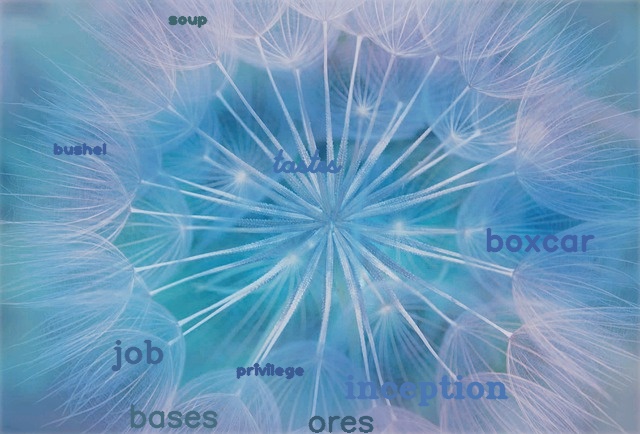 soup
bushel
tastes
boxcar
job
privilege
inception
bases
ores